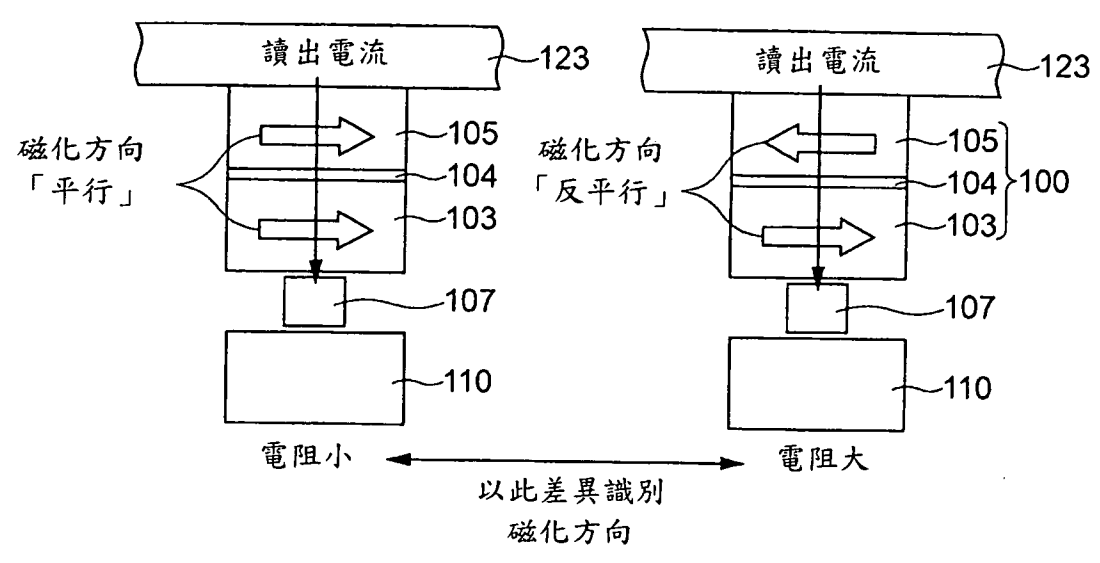 讀出電流
123
105
104
103
107
110
磁化方向
「平行」
電阻小
讀出電流
123
105
104
103
100
107
110
磁化方向
「反平行」
電阻大
以此差異識別
磁化方向